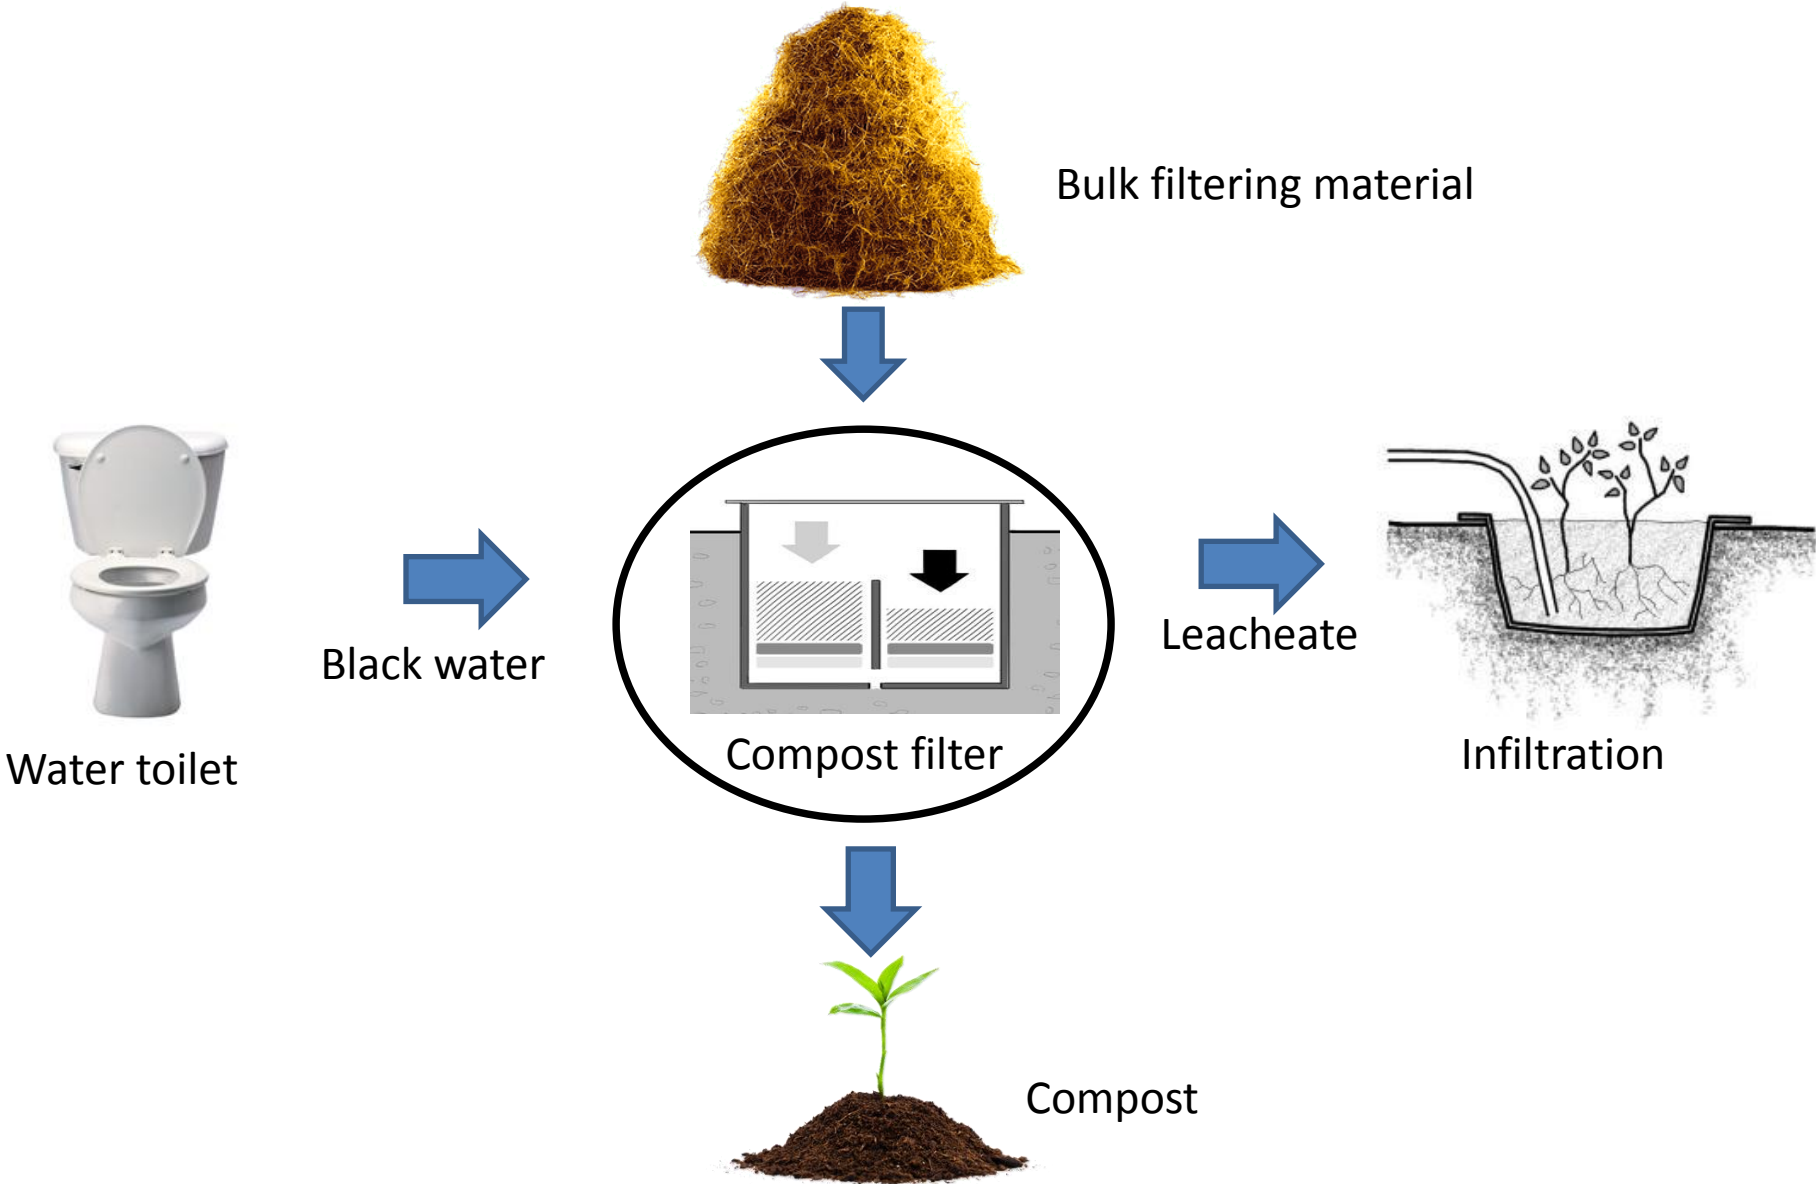 Bulk filtering material
Black water
Leacheate
Water toilet
Compost filter
Infiltration
Compost